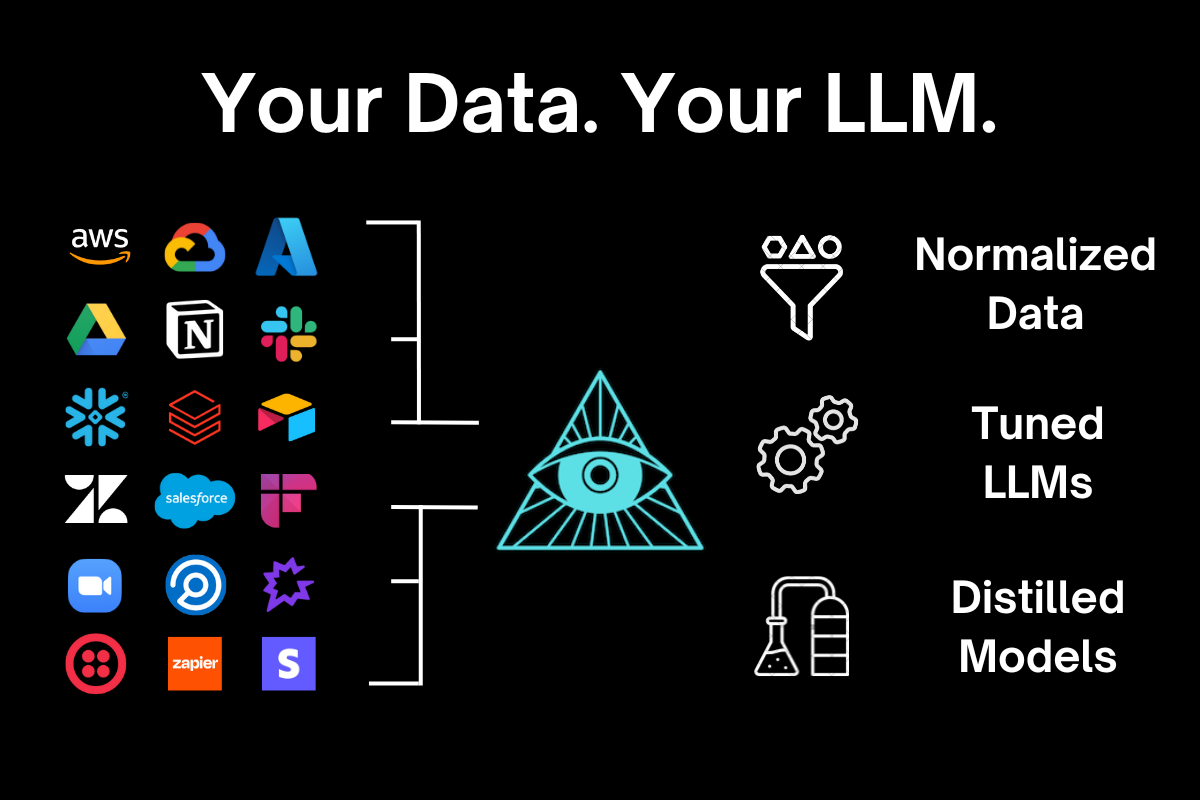 Your Data. Your LLM.
aws
N
salesforce
zapier
S
Normalized
Data
Tuned
LLMs
Distilled
Models